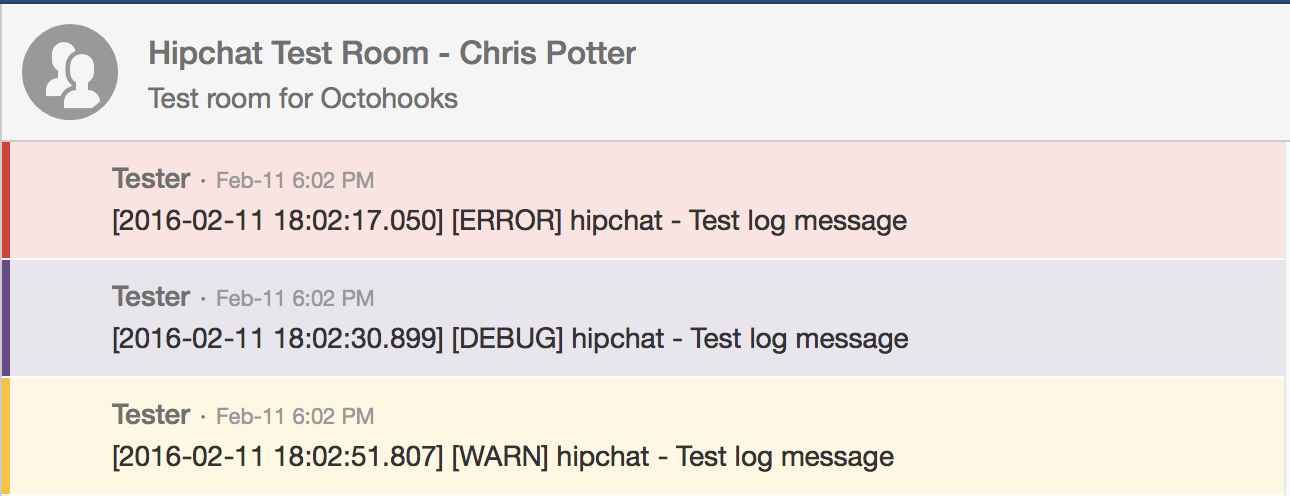 Hipchat Test Room - Chris Potter
Test room for Octohooks
Tester · Feb-11 6:02 PM
[2016-02-11 18:02:17.050] [ERROR] hipchat - Test log message
Tester · Feb-11 6:02 PM
[2016-02-11 18:02:30.899] [DEBUG] hipchat - Test log message
Tester · Feb-11 6:02 PM
[2016-02-11 18:02:51.807] [WARN] hipchat - Test log message